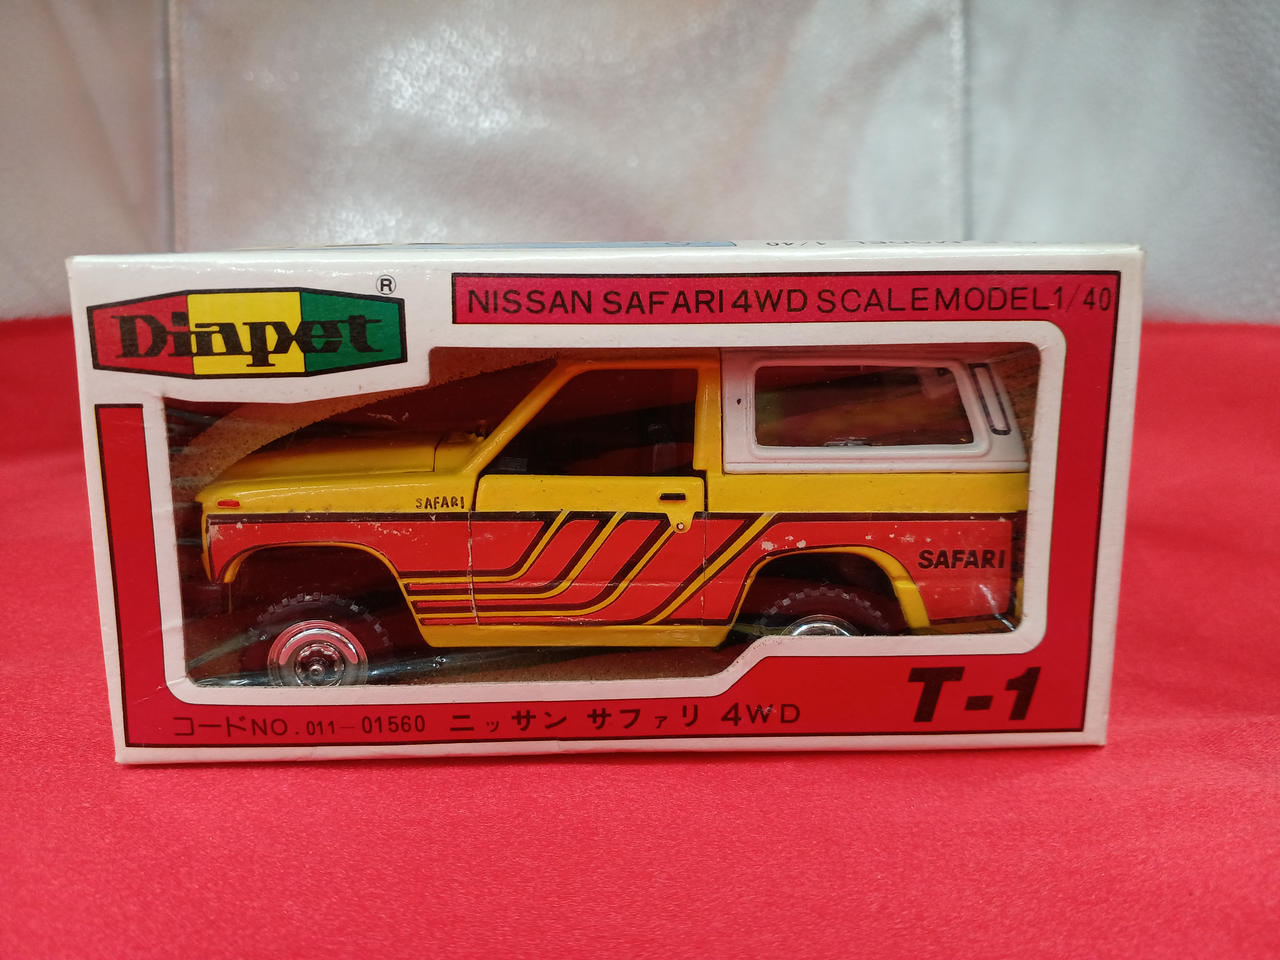 Diapet ®
NISSAN SAFARI 4WD SCALE MODEL 1/40
SAFARI
SAFARI
T-1
コードNO. 011-01560 ニッサン サファリ 4WD